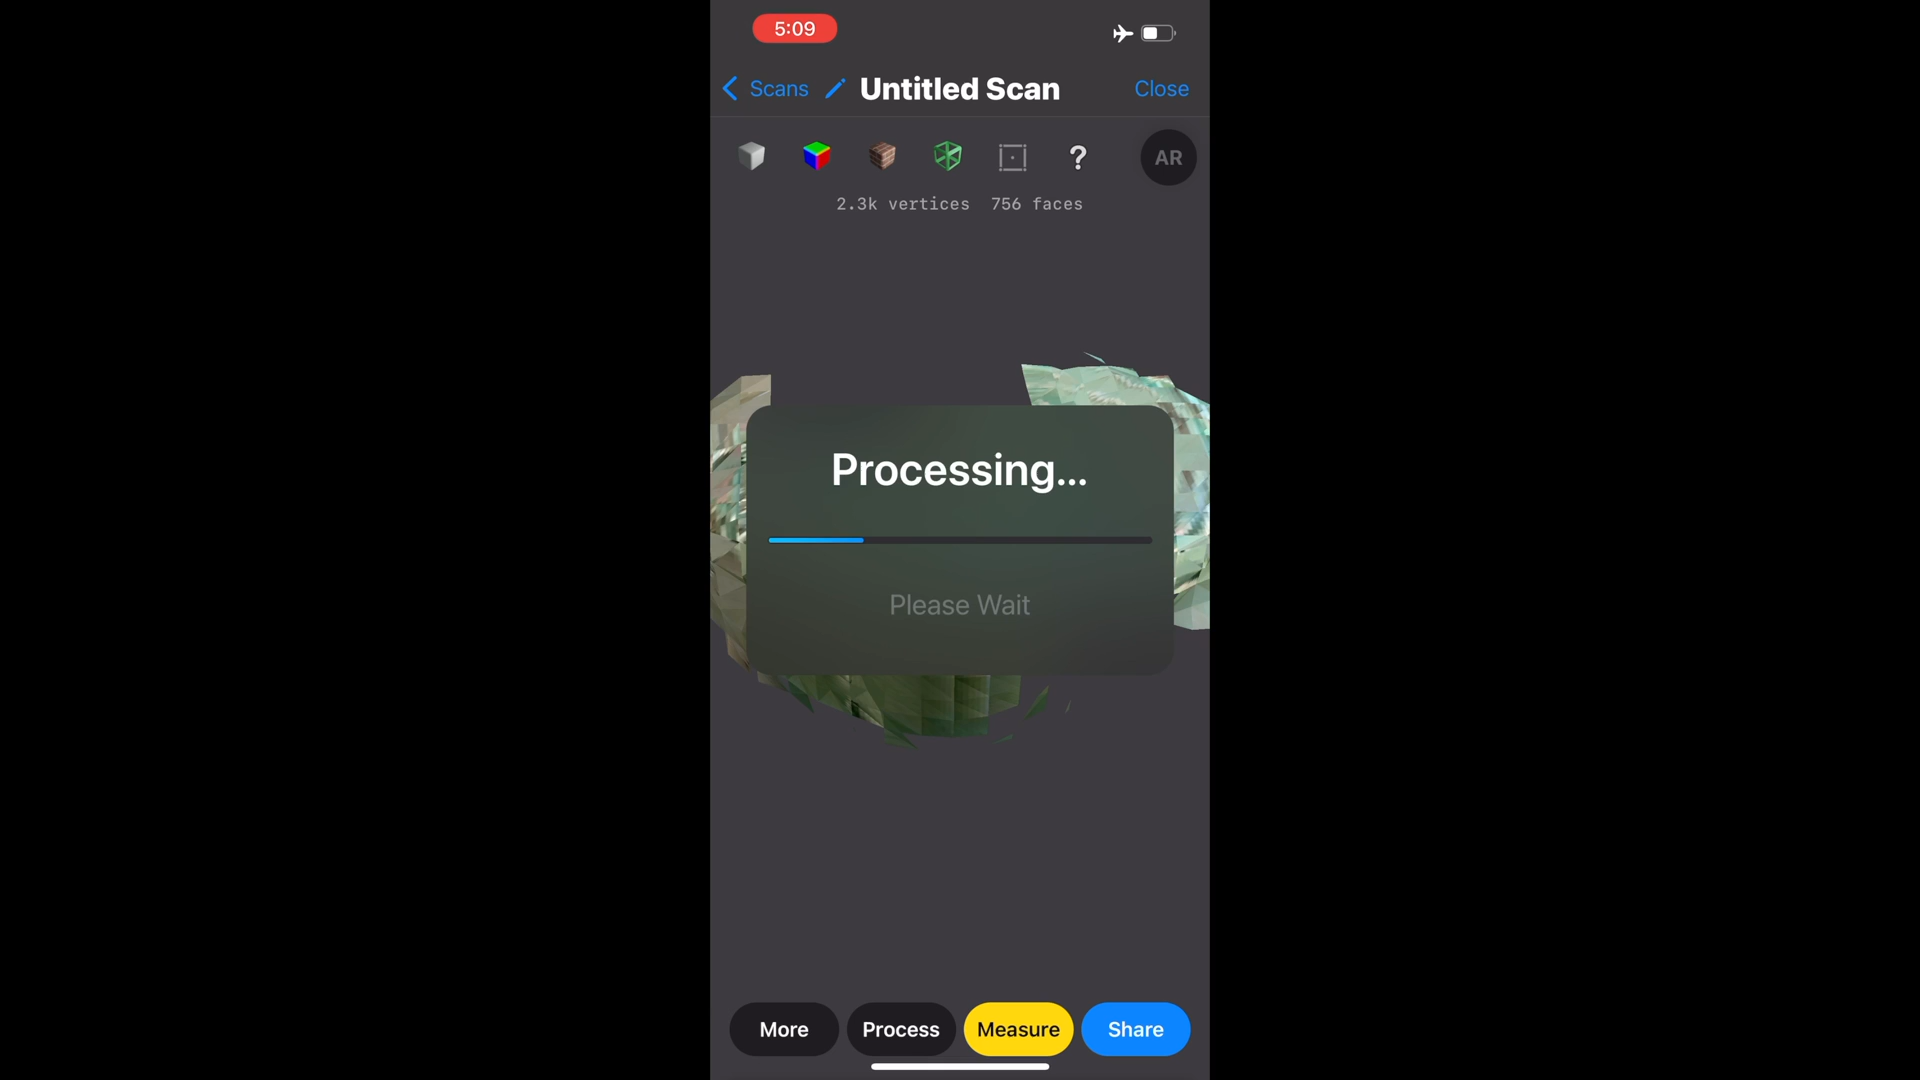 5:09
Scans
Untitled Scan
Close
?
AR
2.3k vertices 756 faces
Processing...
Please Wait
More
Process
Measure
Share